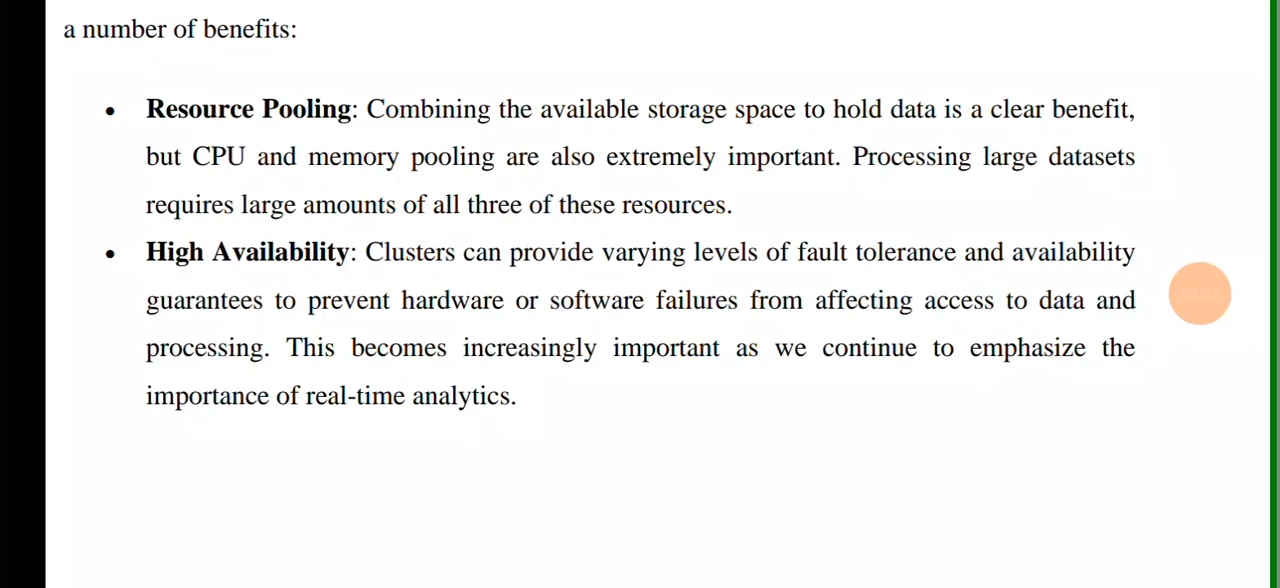 a number of benefits:
• Resource Pooling: Combining the available storage space to hold data is a clear benefit,
but CPU and memory pooling are also extremely important. Processing large datasets
requires large amounts of all three of these resources.
• High Availability: Clusters can provide varying levels of fault tolerance and availability
guarantees to prevent hardware or software failures from affecting access to data and
processing. This becomes increasingly important as we continue to emphasize the
importance of real-time analytics.